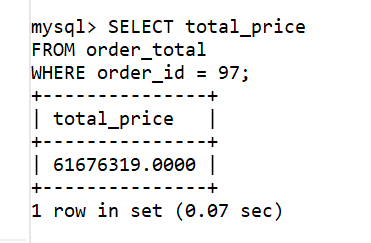 mysql> SELECT total_price
FROM order_total
WHERE order_id = 97;
+---------------+
| total_price   |
+---------------+
| 61676319.0000 |
+---------------+
1 row in set (0.07 sec)